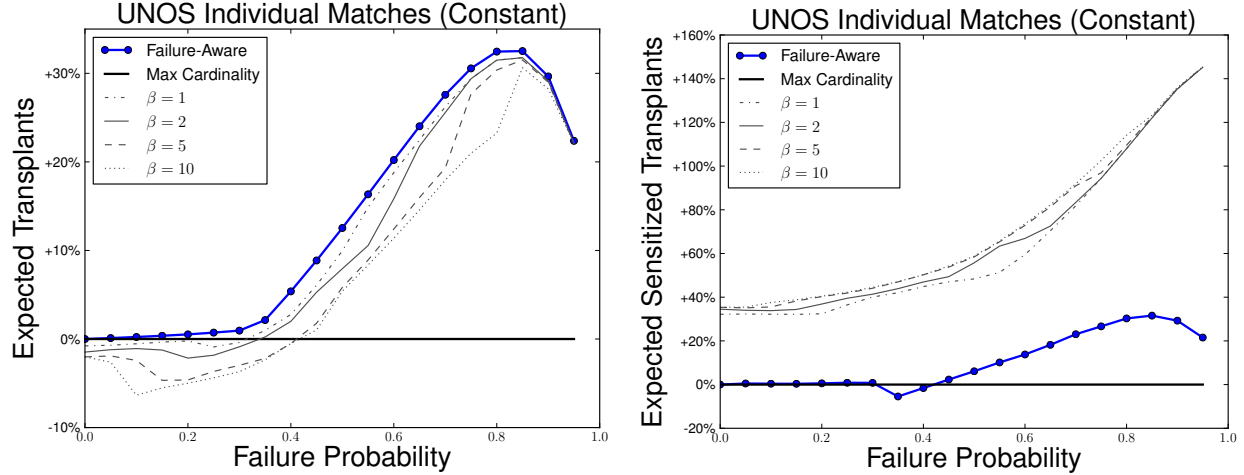 UNOS Individual Matches (Constant)
Expected Transplants
+30%
+20%
+10%
0%
-10%
Failure-Aware
Max Cardinality
β = 1
β = 2
β = 5
β = 10
0.0 0.2 0.4 0.6 0.8 1.0
Failure Probability
UNOS Individual Matches (Constant)
Expected Sensitized Transplants
+160%
+140%
+120%
+100%
+80%
+60%
+40%
+20%
0%
-20%
Failure-Aware
Max Cardinality
β = 1
β = 2
β = 5
β = 10
0.0 0.2 0.4 0.6 0.8 1.0
Failure Probability